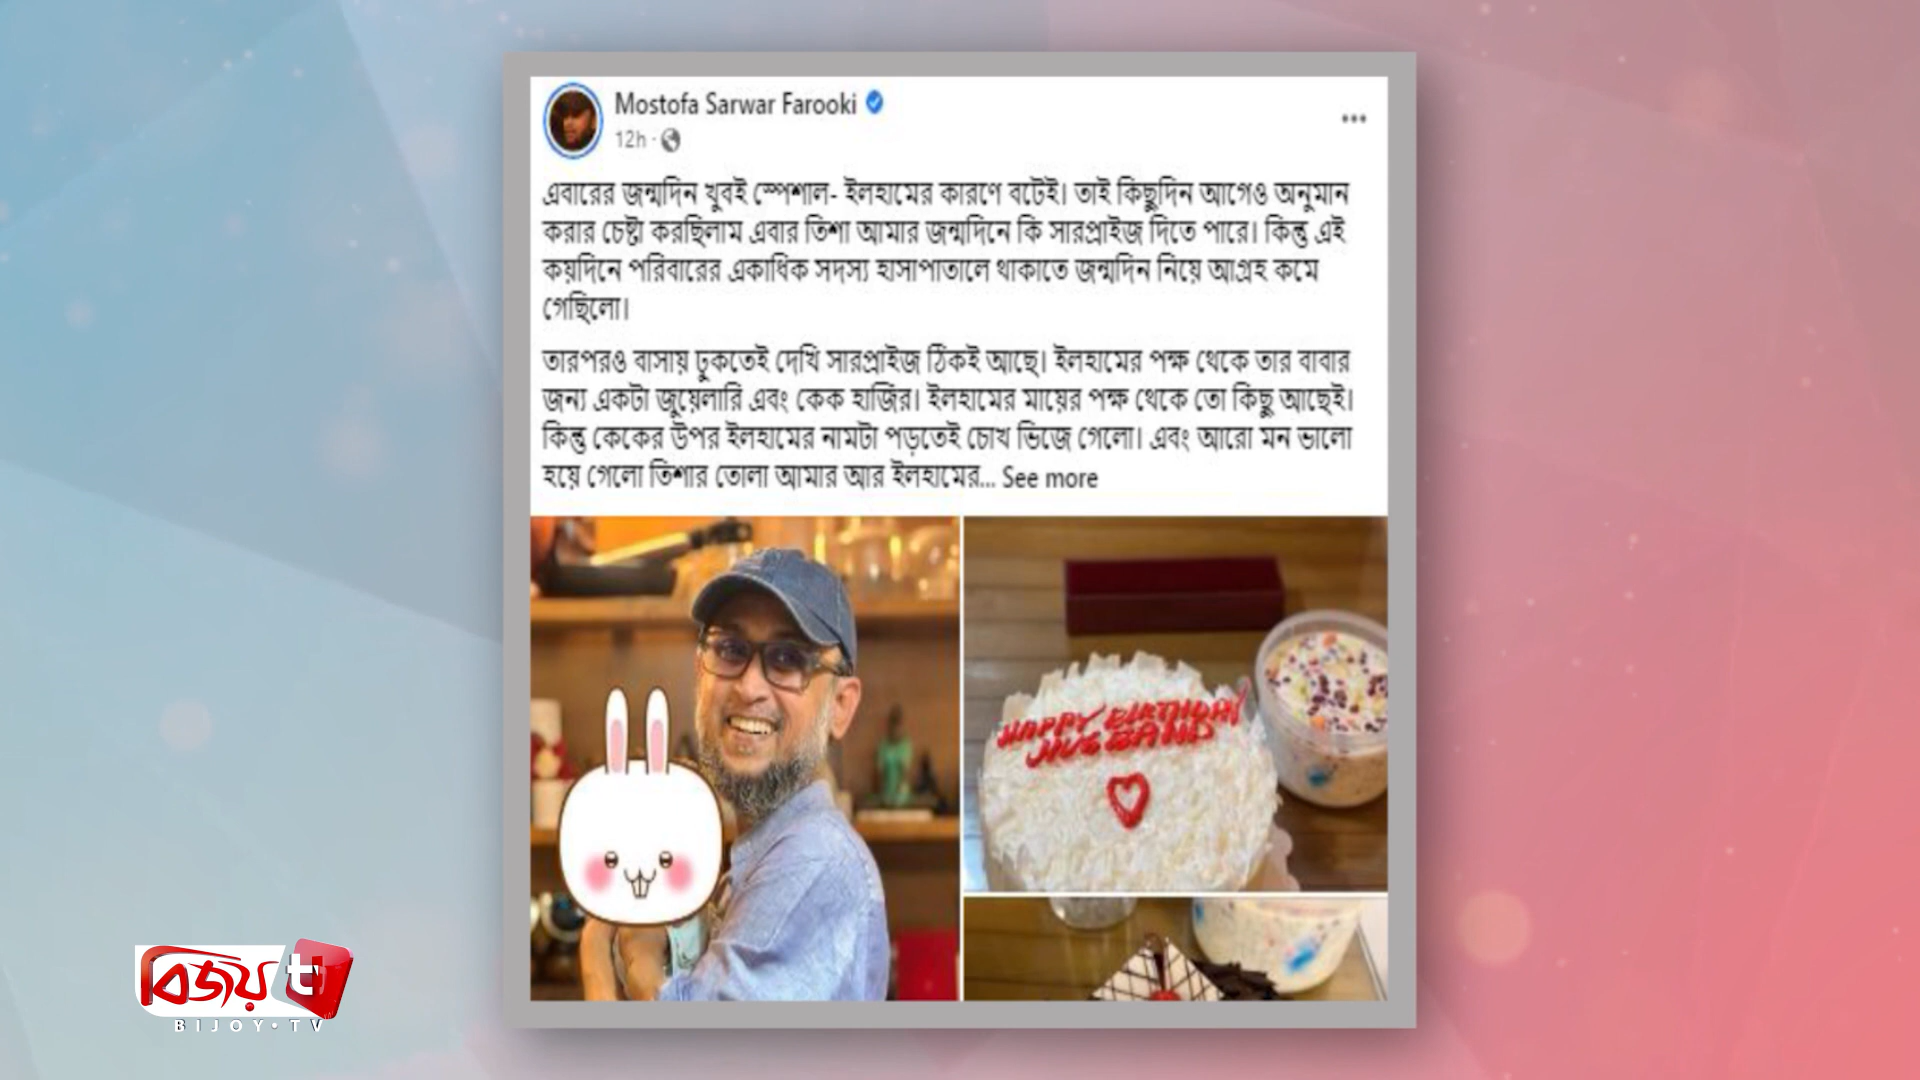 Mostofa Sarwar Farooki
12h
এবারের জন্মদিন খুবই স্পেশাল- ইলহামের কারণে বটেই। তাই কিছুদিন আগেও অনুমান
করার চেষ্টা করছিলাম এবার তিশা আমার জন্মদিনে কি সারপ্রাইজ দিতে পারে। কিন্তু এই
কয়দিনে পরিবারের একাধিক সদস্য হাসাপাতালে থাকাতে জন্মদিন নিয়ে আগ্রহ কমে
গেছিলো।
তারপরও বাসায় ঢুকতেই দেখি সারপ্রাইজ ঠিকই আছে। ইলহামের পক্ষ থেকে তার বাবার
জন্য একটা জুয়েলারি এবং কেক হাজির। ইলহামের মায়ের পক্ষ থেকে তো কিছু আছেই।
কিন্তু কেকের উপর ইলহামের নামটা পড়তেই চোখ ভিজে গেলো। এবং আরো মন ভালো
হয়ে গেলো তিশার তোলা আমার আর ইলহামের... See more
HAPPY BIRTHDAY
HUSBAND
বিজয় tv
BIJOY TV